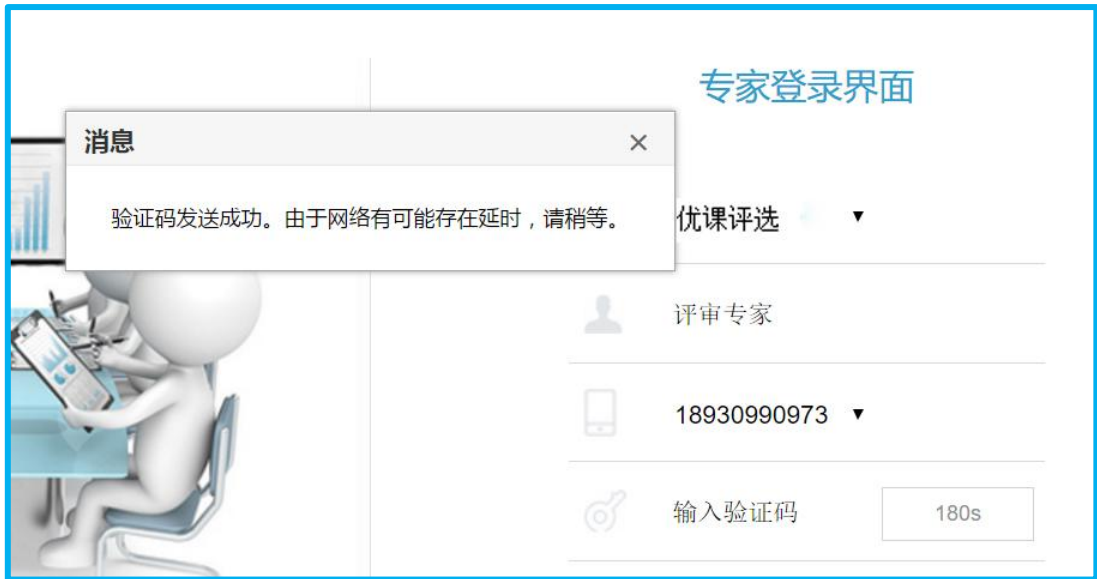 专家登录界面
消息 ×
验证码发送成功。由于网络有可能存在延时，请稍等。
优课评选 ▼
评审专家
18930990973 ▼
输入验证码 180s